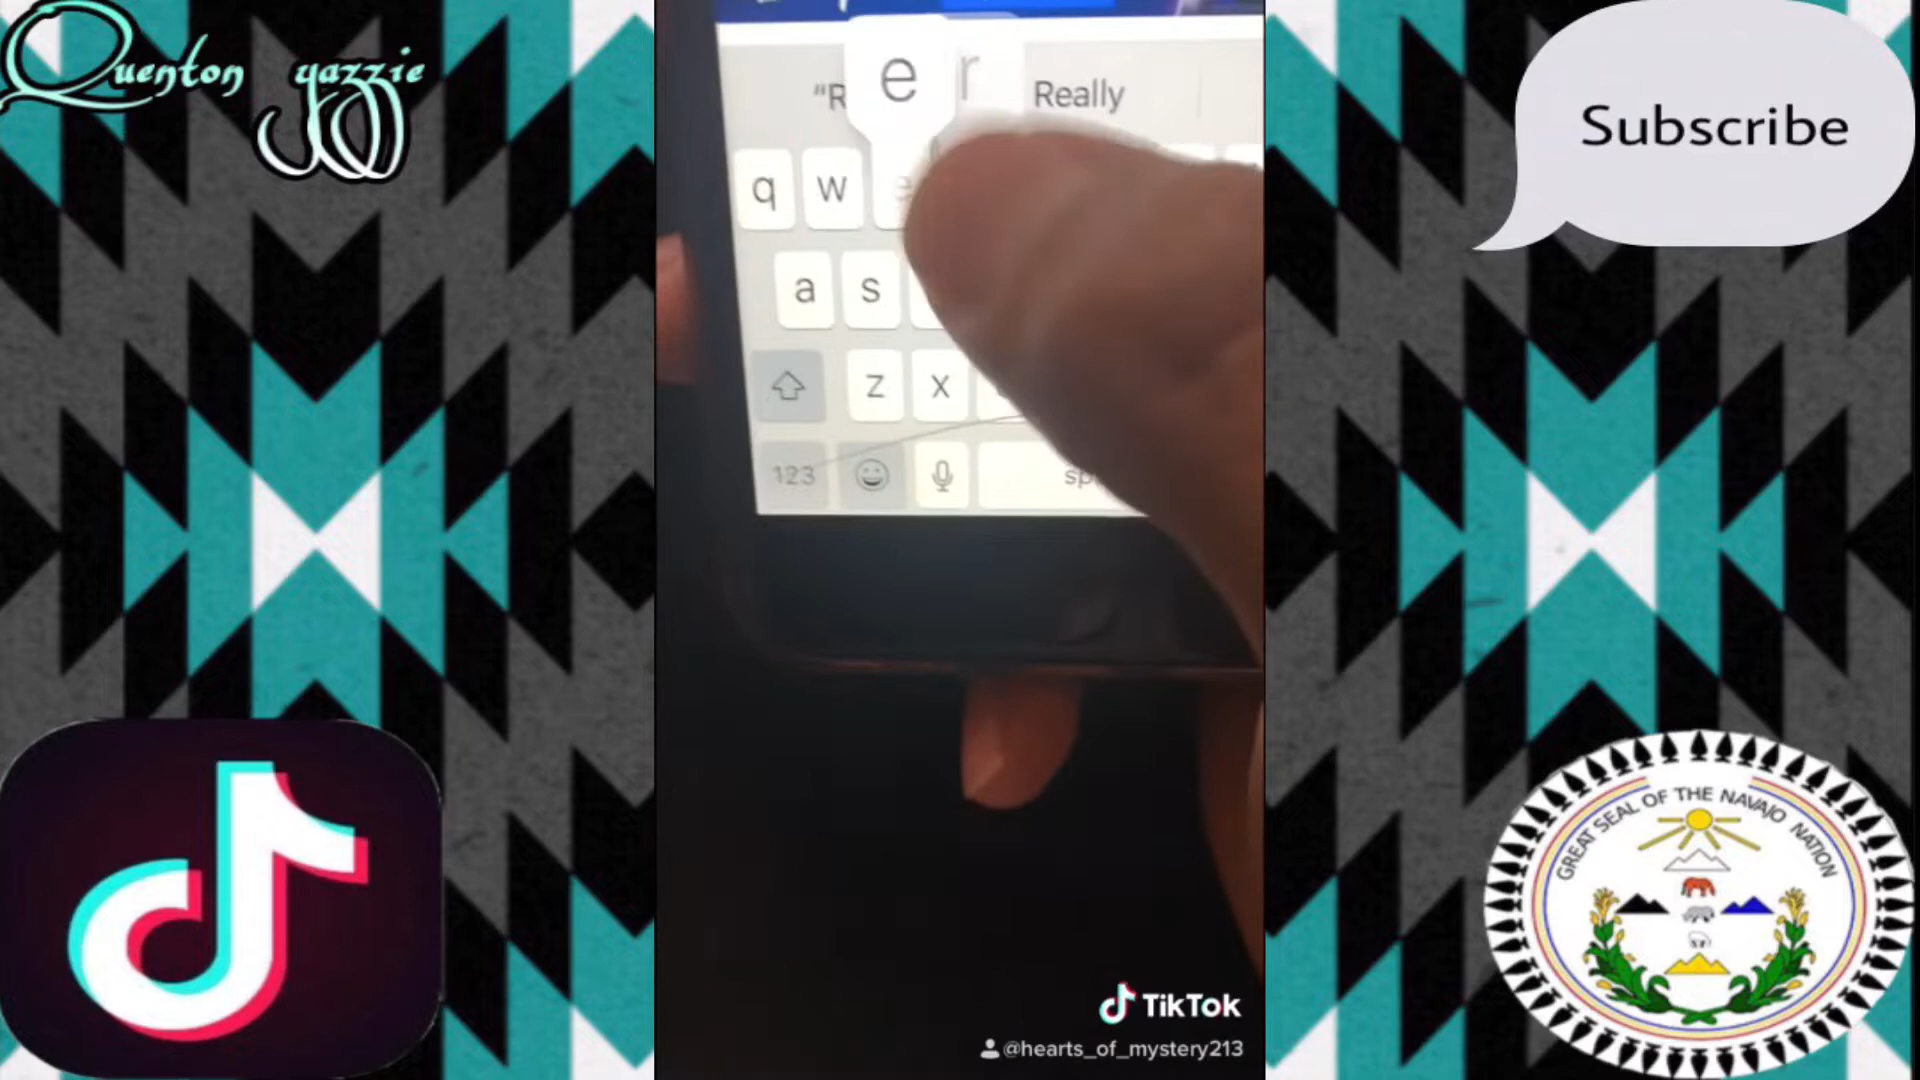 Quenton yazzie
Subscribe
e r
"R Really
q w e
a s
z x
123
TikTok
@hearts_of_mystery213
GREAT SEAL OF THE NAVAJO NATION